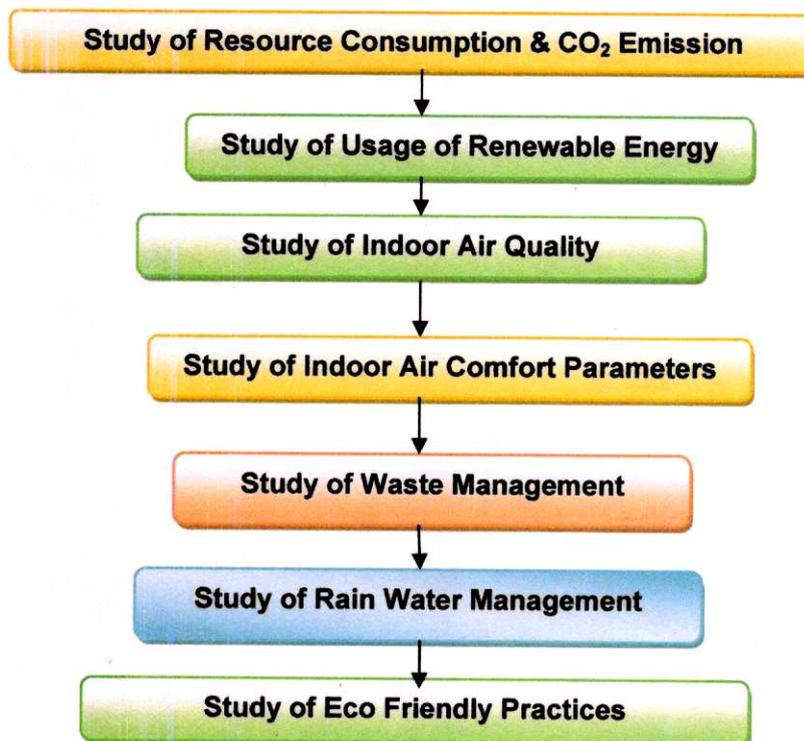 Study of Resource Consumption & CO₂ Emission
Study of Usage of Renewable Energy
Study of Indoor Air Quality
Study of Indoor Air Comfort Parameters
Study of Waste Management
Study of Rain Water Management
Study of Eco Friendly Practices